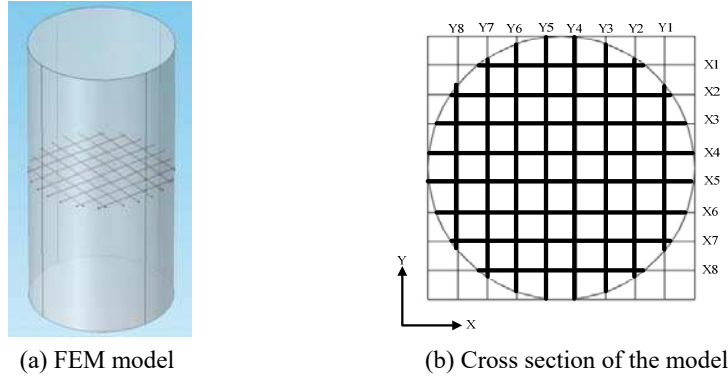 Y8 Y7 Y6 Y5 Y4 Y3 Y2 Y1
X1
X2
X3
X4
X5
X6
X7
X8
Y
X
(a) FEM model
(b) Cross section of the model